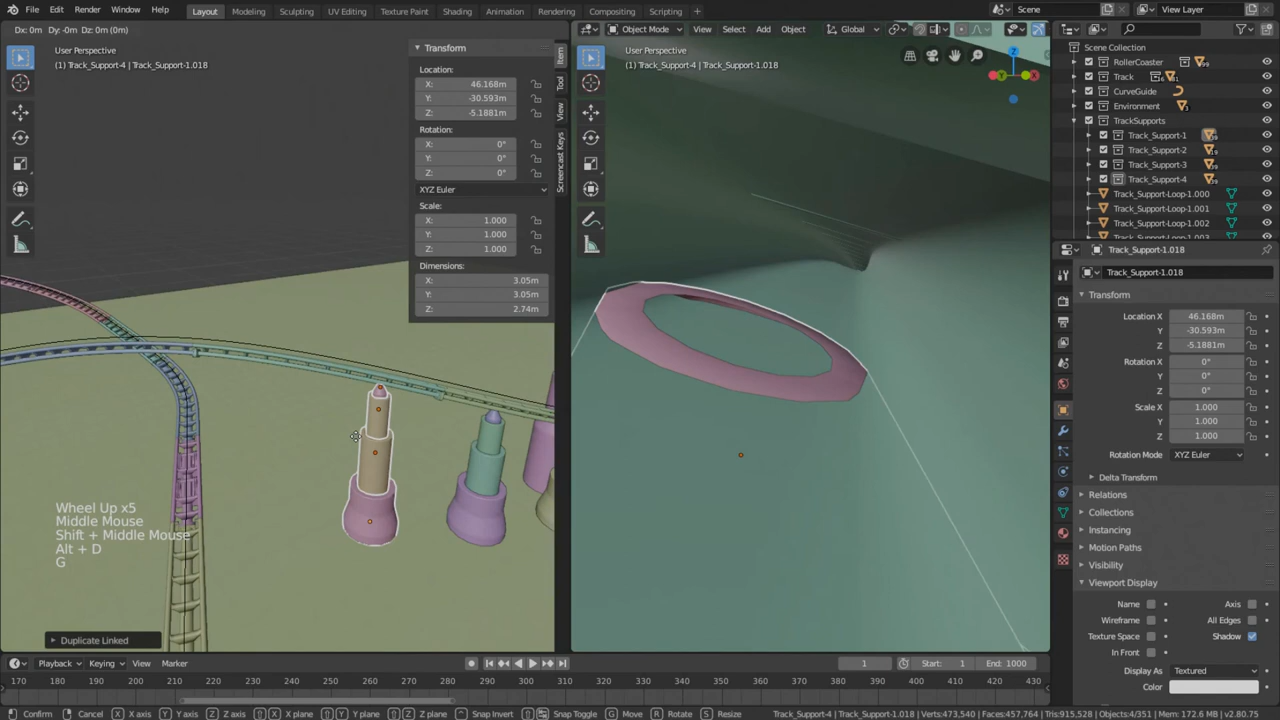 File Edit Render Window Help Layout Modeling Sculpting UV Editing Texture Paint Shading Animation Rendering Compositing Scripting + Scene View Layer
Dx: 0m Dy: -0m Dz: 0m (0m)
Object Mode View Select Add Object Global
User Perspective
(1) Track_Support-4 | Track_Support-1.018
Transform
Location:
X: 46.168m
Y: -30.593m
Z: -5.1881m
Rotation:
X: 0°
Y: 0°
Z: 0°
XYZ Euler
Scale:
X: 1.000
Y: 1.000
Z: 1.000
Dimensions:
X: 3.05m
Y: 3.05m
Z: 2.74m
Item
Tool
View
Screencast Keys
User Perspective
(1) Track_Support-4 | Track_Support-1.018
Z
Y
X
Wheel Up x5
Middle Mouse
Shift + Middle Mouse
Alt + D
G
Duplicate Linked
Scene Collection
RollerCoaster
Track
CurveGuide
Environment
TrackSupports
Track_Support-1
Track_Support-2
Track_Support-3
Track_Support-4
Track_Support-Loop-1.000
Track_Support-Loop-1.001
Track_Support-Loop-1.002
Track_Support-Loop-1.003
Track_Support-1.018
Track_Support-1.018
Transform
Location X 46.168m
Y -30.593m
Z -5.1881m
Rotation X 0°
Y 0°
Z 0°
Scale X 1.000
Y 1.000
Z 1.000
Rotation Mode XYZ Euler
Delta Transform
Relations
Collections
Instancing
Motion Paths
Visibility
Viewport Display
Name Axis
Wireframe All Edges
Texture Space Shadow
In Front
Display As Textured
Color
Playback Keying View Marker 1 Start: 1 End: 1000
170 180 190 200 210 220 230 240 250 260 270 280 290 300 310 320 330 340 350 360 370 380 390 400 410 420 430
Confirm Cancel X X axis Y Y axis Z Z axis X X plane Y Y plane Z Z plane Snap Invert Snap Toggle G Move R Rotate S Resize Track_Support-4 | Track_Support-1.018 | Verts:473,540 | Faces:457,764 | Tris:915,528 | Objects:4/351 | Mem: 172.6 MB | v2.80.75